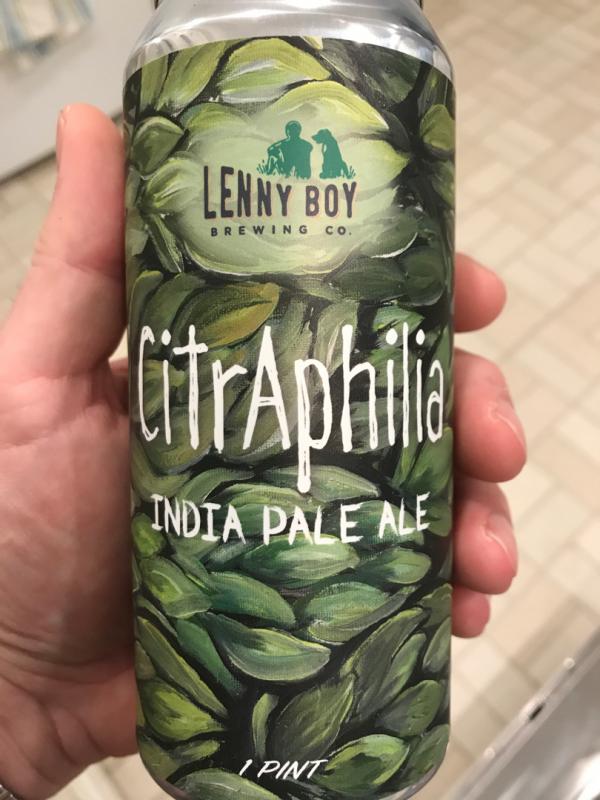 LENNY BOY
BREWING CO.
CitrAphilia
INDIA PALE ALE
1 PINT